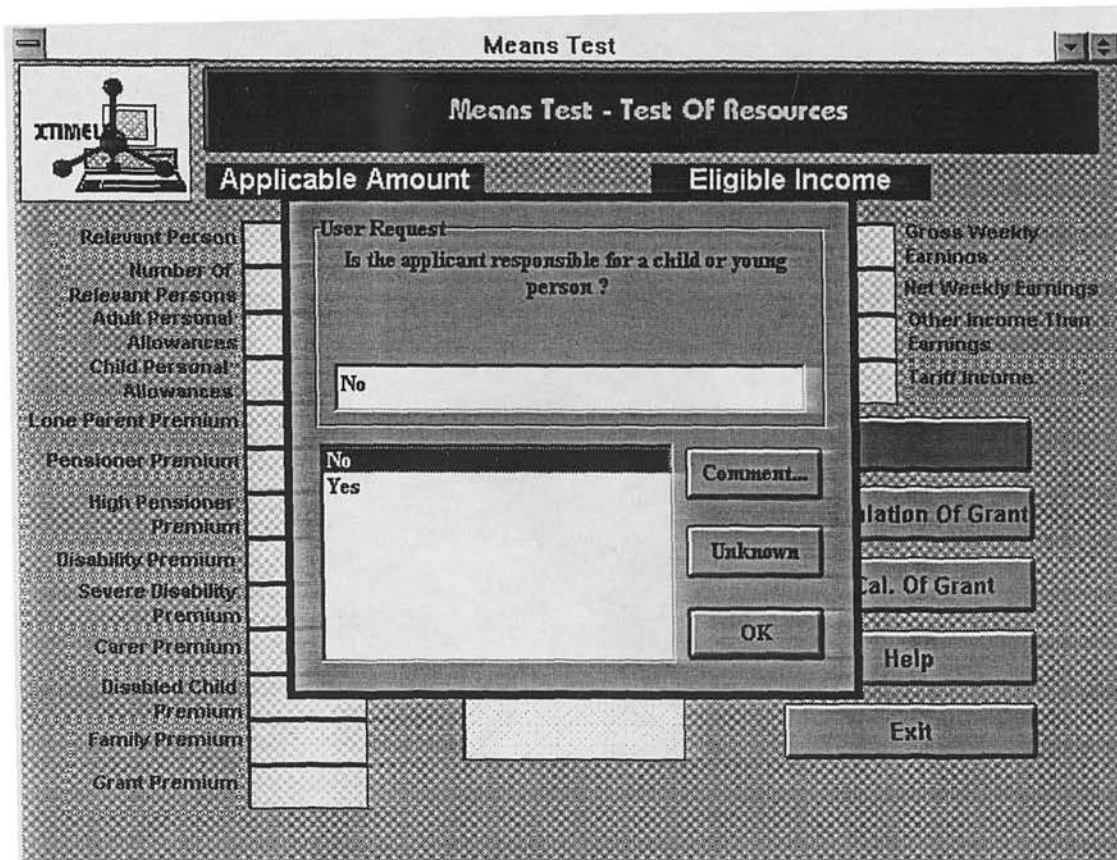 Means Test
XTIMEL
Means Test - Test Of Resources
Applicable Amount
Eligible Income
Relevant Person
Number Of
Relevant Persons
Adult Personal
Allowances
Child Personal
Allowances
Lone Parent Premium
Pensioner Premium
High Pensioner
Premium
Disability Premium
Severe Disability
Premium
Carer Premium
Disabled Child
Premium
Family Premium
Grant Premium
User Request
Is the applicant responsible for a child or young
person ?
No
No
Yes
Comment...
Unknown
OK
Gross Weekly
Earnings
Net Weekly Earnings
Other Income Than
Earnings
Tariff Income
ulation Of Grant
Cal. Of Grant
Help
Exit